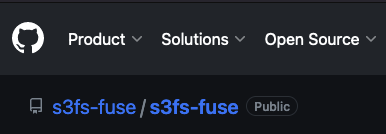 Product Solutions Open Source
s3fs-fuse / s3fs-fuse Public